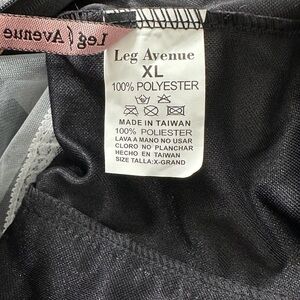 Leg Avenue
Leg Avenue
XL
100% POLYESTER
MADE IN TAIWAN
100% POLIESTER
LAVA A MANO NO USAR
CLORO NO PLANCHAR
HECHO EN TAIWAN
SIZE TALLA:X-GRAND